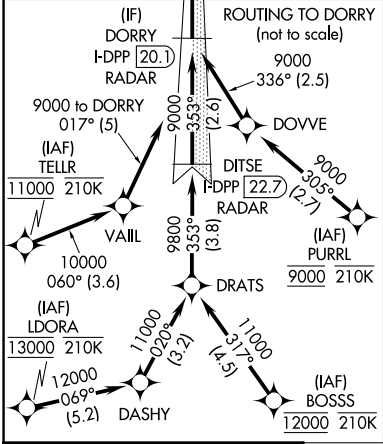 (IF)
DORRY
I-DPP 20.1
RADAR
ROUTING TO DORRY
(not to scale)
9000
336° (2.5)
9000 to DORRY
017° (5)
9000
353°
(2.6)
DOVVE
(IAF)
TELLR
11000 210K
DITSE
I-DPP 22.7
RADAR
9000
305°
(2.7)
VAIIL
(IAF)
PURRL
9000 210K
10000
060° (3.6)
9800
353°
(3.8)
(IAF)
LDORA
13000 210K
DRATS
11000
020°
(3.2)
11000
317°
(4.5)
12000
069°
(5.2)
DASHY
(IAF)
BOSSS
12000 210K